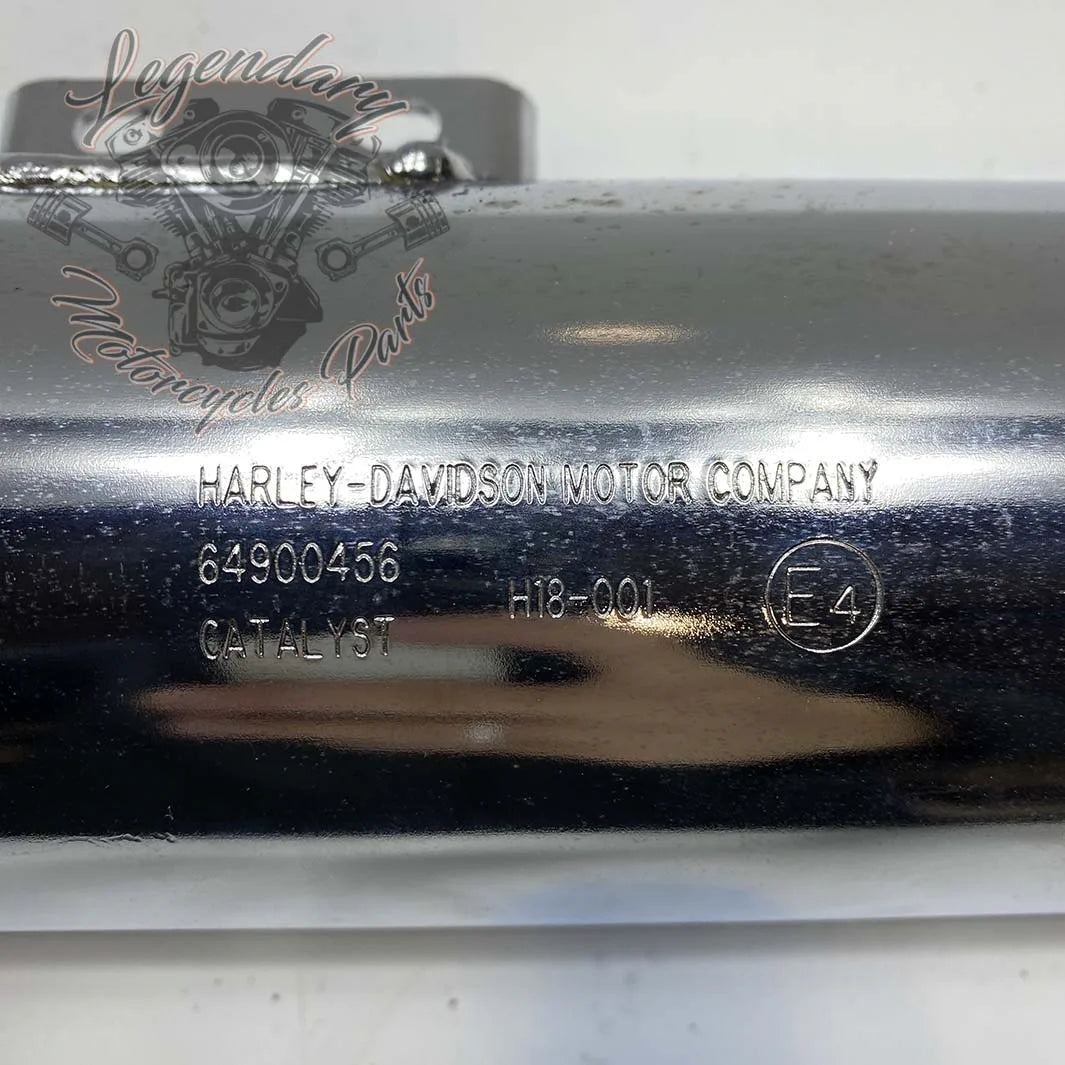 Legendary
Motorcycles Parts
HARLEY-DAVIDSON MOTOR COMPANY
64900456
H18-001
E4
CATALYST